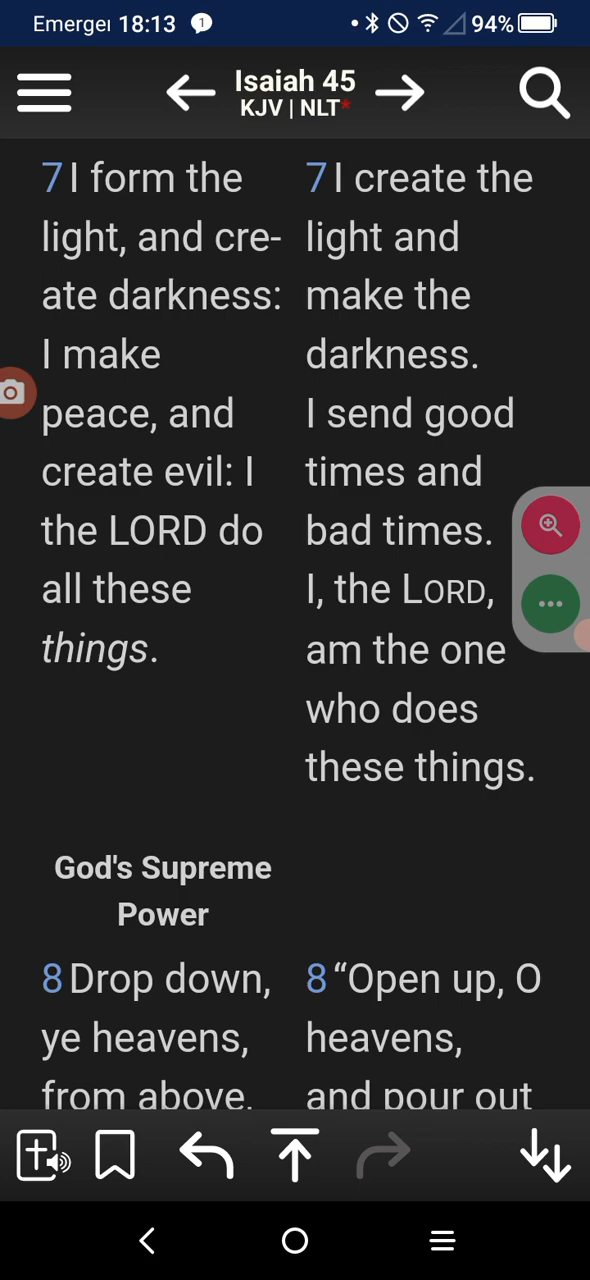 Emerger 18:13 1 94%
Isaiah 45
KJV | NLT*
7 I form the
light, and cre-
ate darkness:
I make
peace, and
create evil: I
the LORD do
all these
things.
7 I create the
light and
make the
darkness.
I send good
times and
bad times.
I, the LORD,
am the one
who does
these things.
God's Supreme
Power
8 Drop down,
ye heavens,
from above,
8 “Open up, O
heavens,
and pour out